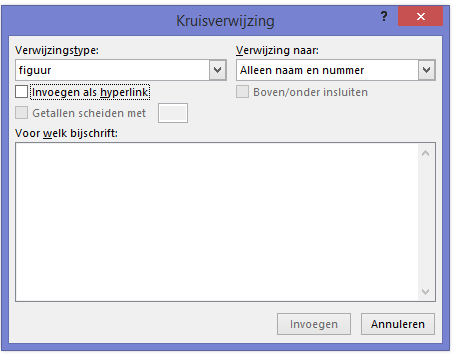 Kruisverwijzing
?
Verwijzingstype: Verwijzing naar:
figuur Alleen naam en nummer
Invoegen als hyperlink Boven/onder insluiten
Getallen scheiden met
Voor welk bijschrift:
Invoegen Annuleren